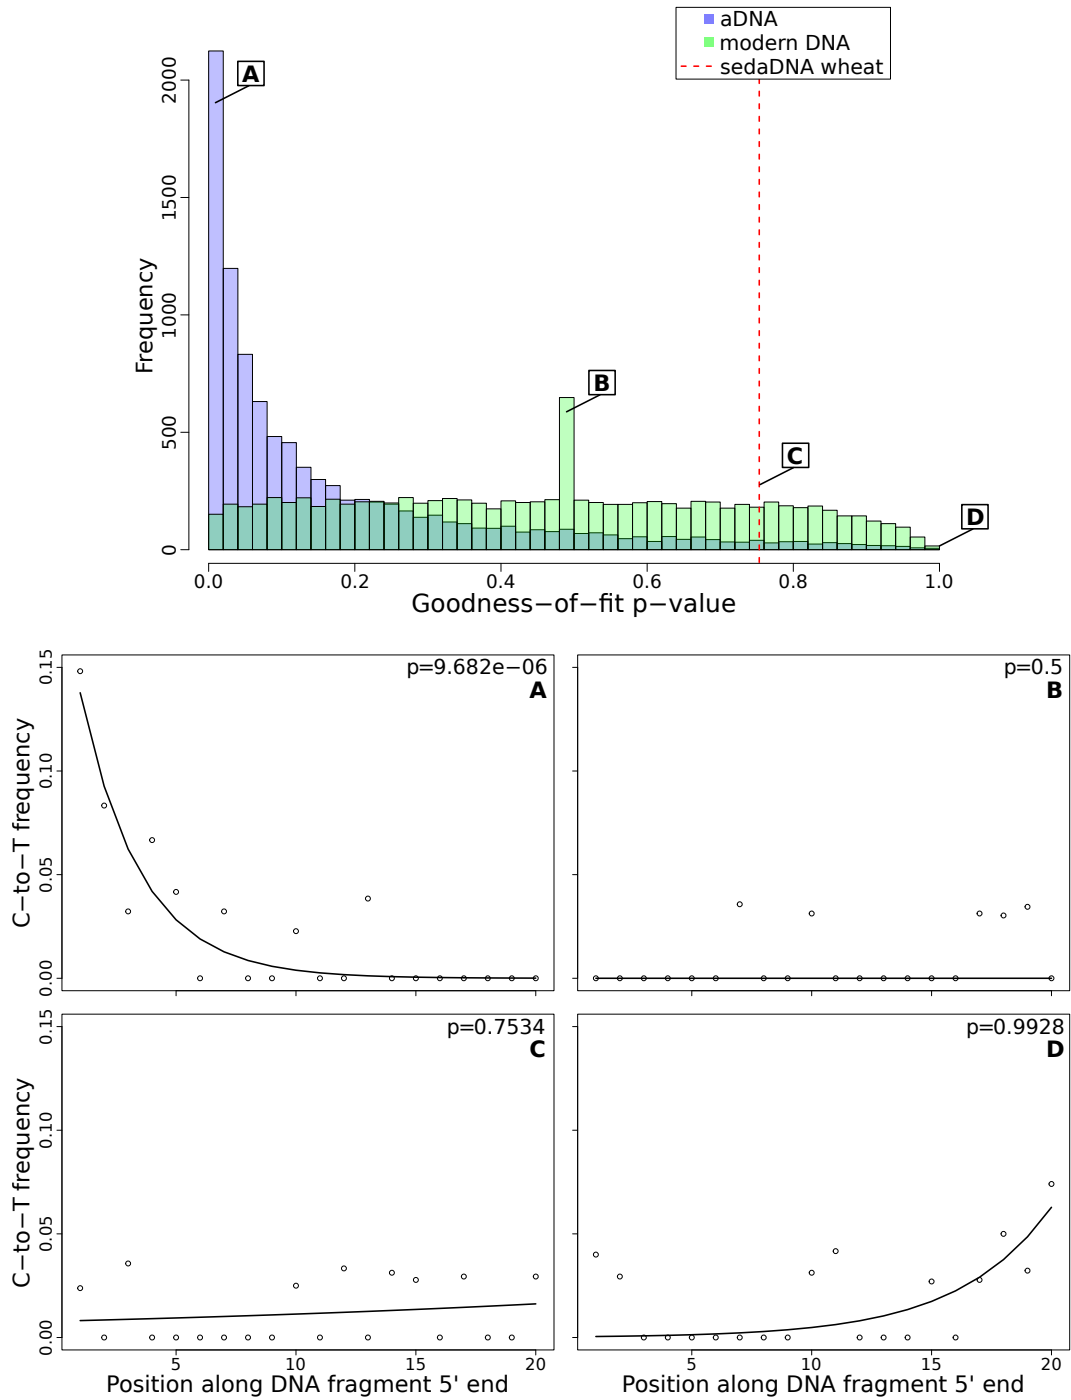 aDNA
modern DNA
sedaDNA wheat
A
B
C
D
Frequency
2000
1500
1000
500
0
0.0 0.2 0.4 0.6 0.8 1.0
Goodness−of−fit p−value
p=9.682e−06
A
C−to−T frequency
0.15
0.10
0.05
0.00
p=0.5
B
p=0.7534
C
C−to−T frequency
0.15
0.10
0.05
0.00
5 10 15 20
Position along DNA fragment 5' end
p=0.9928
D
5 10 15 20
Position along DNA fragment 5' end